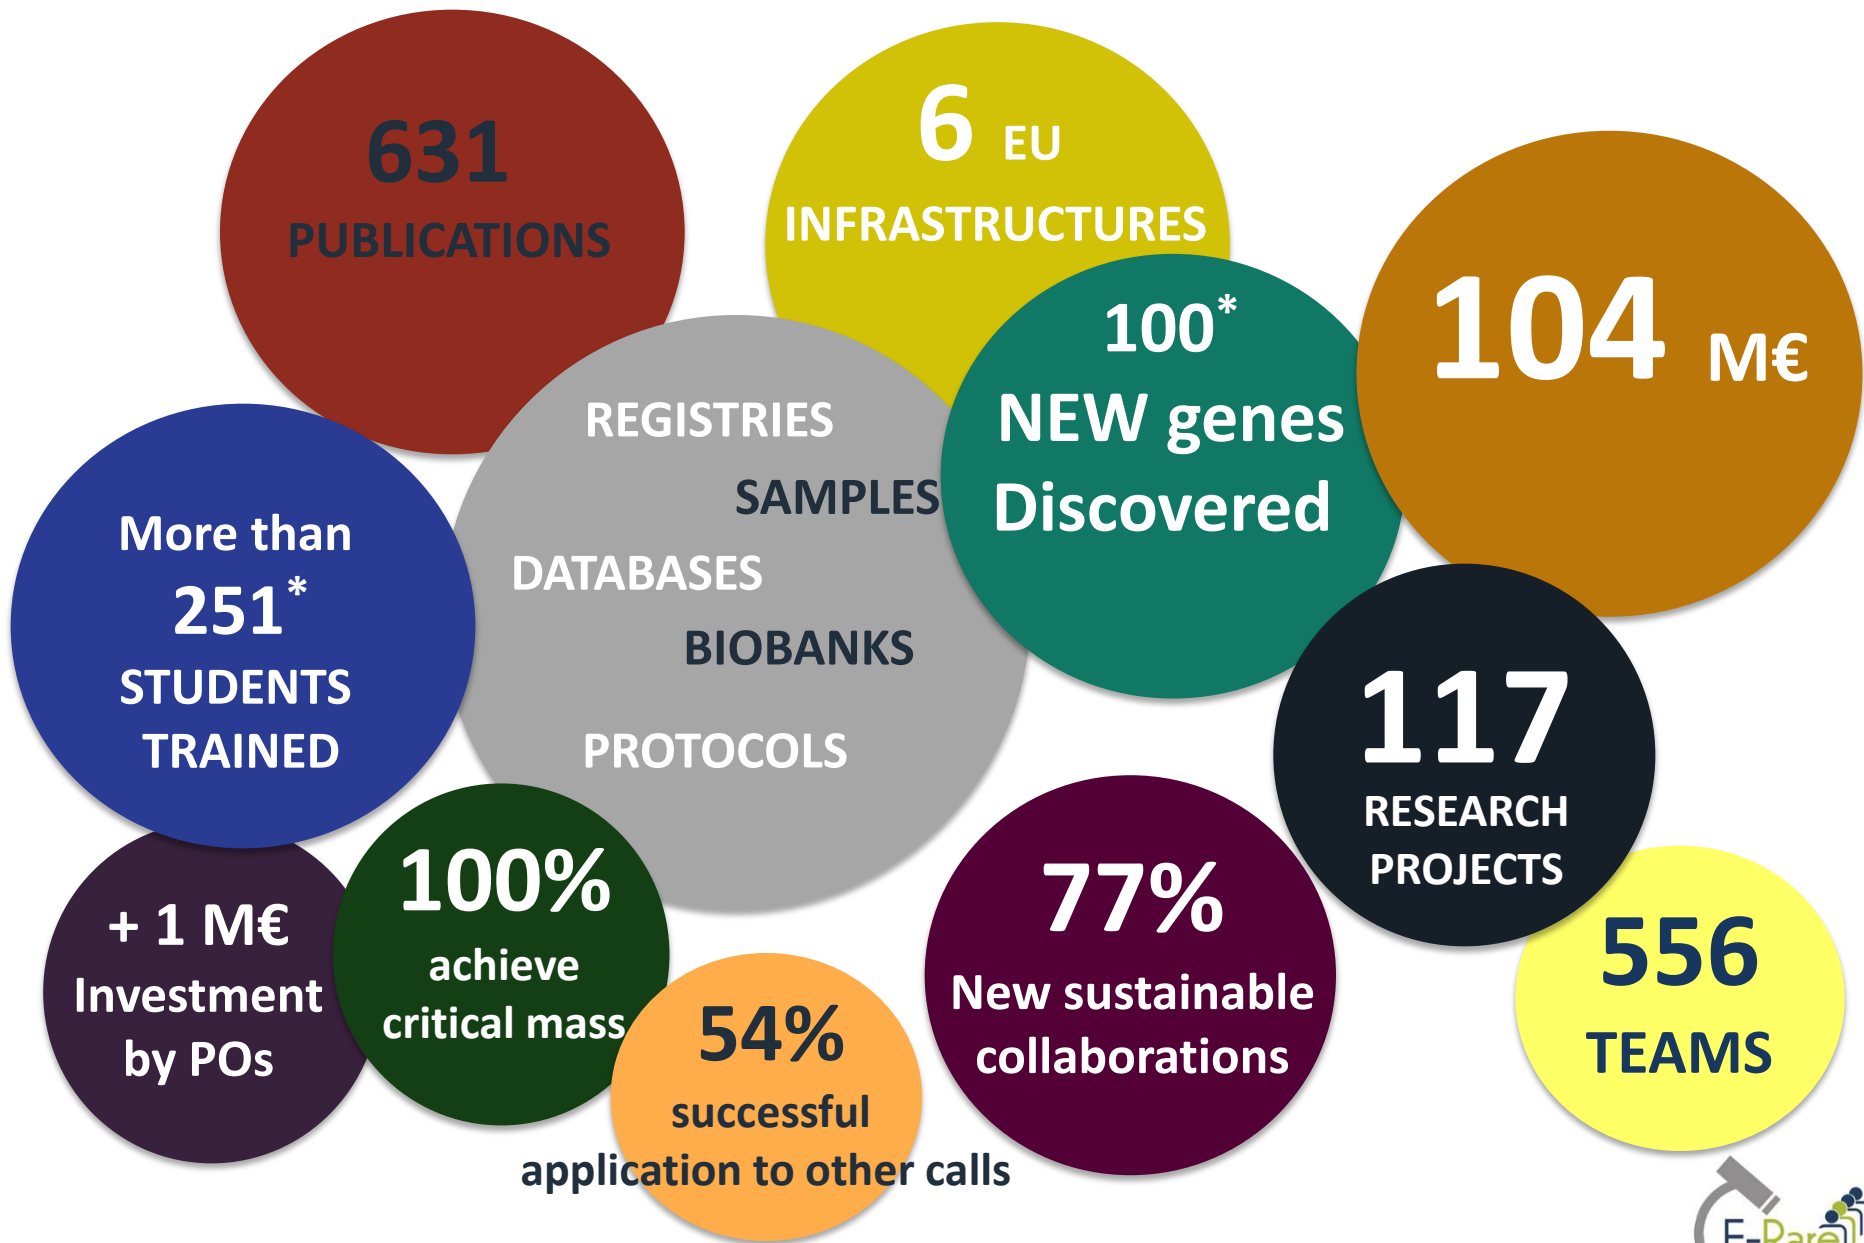 631
PUBLICATIONS
6 EU
INFRASTRUCTURES
100*
NEW genes
Discovered
104 M€
REGISTRIES
SAMPLES
DATABASES
BIOBANKS
PROTOCOLS
More than
251*
STUDENTS
TRAINED
117
RESEARCH
PROJECTS
+ 1 M€
Investment
by POs
100%
achieve
critical mass
54%
successful
application to other calls
77%
New sustainable
collaborations
556
TEAMS
E-Rare